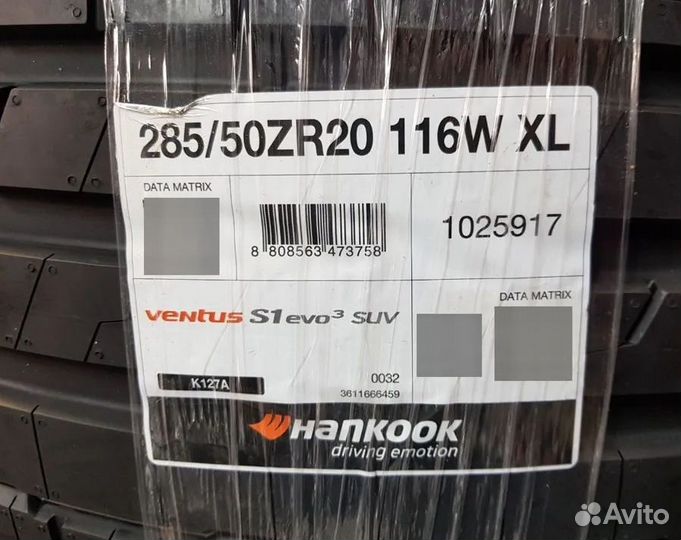 285/50ZR20 116W XL
DATA MATRIX
8 808563 473758
1025917
ventus S1 evo³ SUV
DATA MATRIX
K127A
0032
3611666459
HANKOOK
driving emotion
Avito